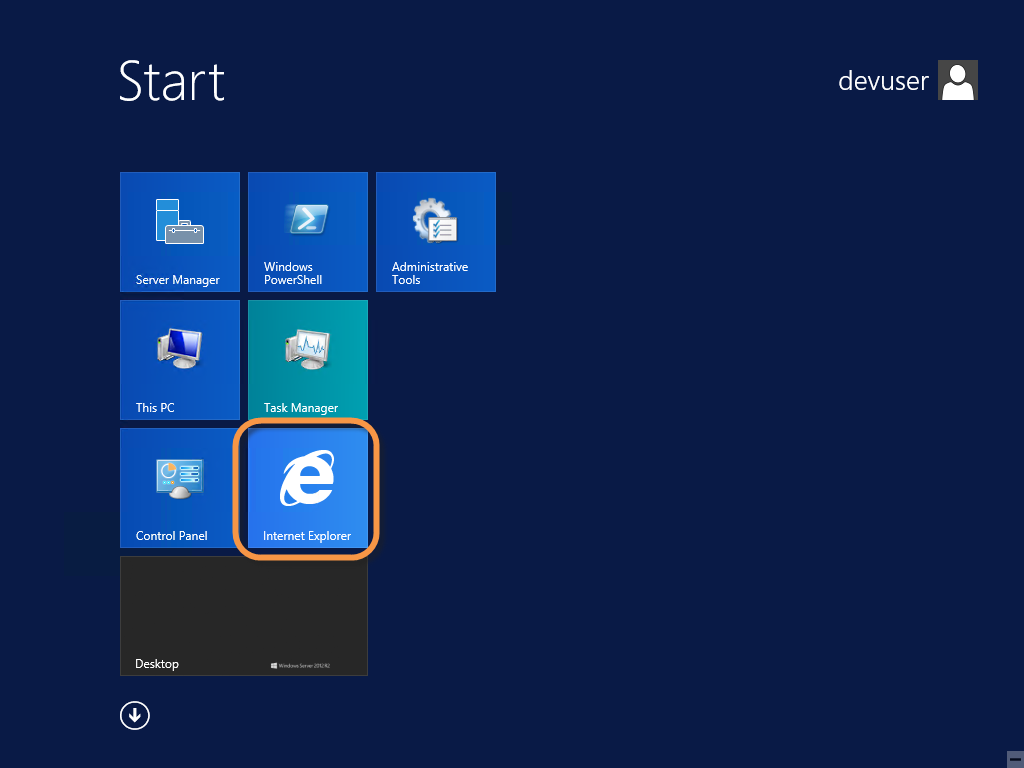 Start
devuser
Server Manager
Windows
PowerShell
Administrative
Tools
This PC
Task Manager
Control Panel
Internet Explorer
Desktop
Windows Server 2012 R2